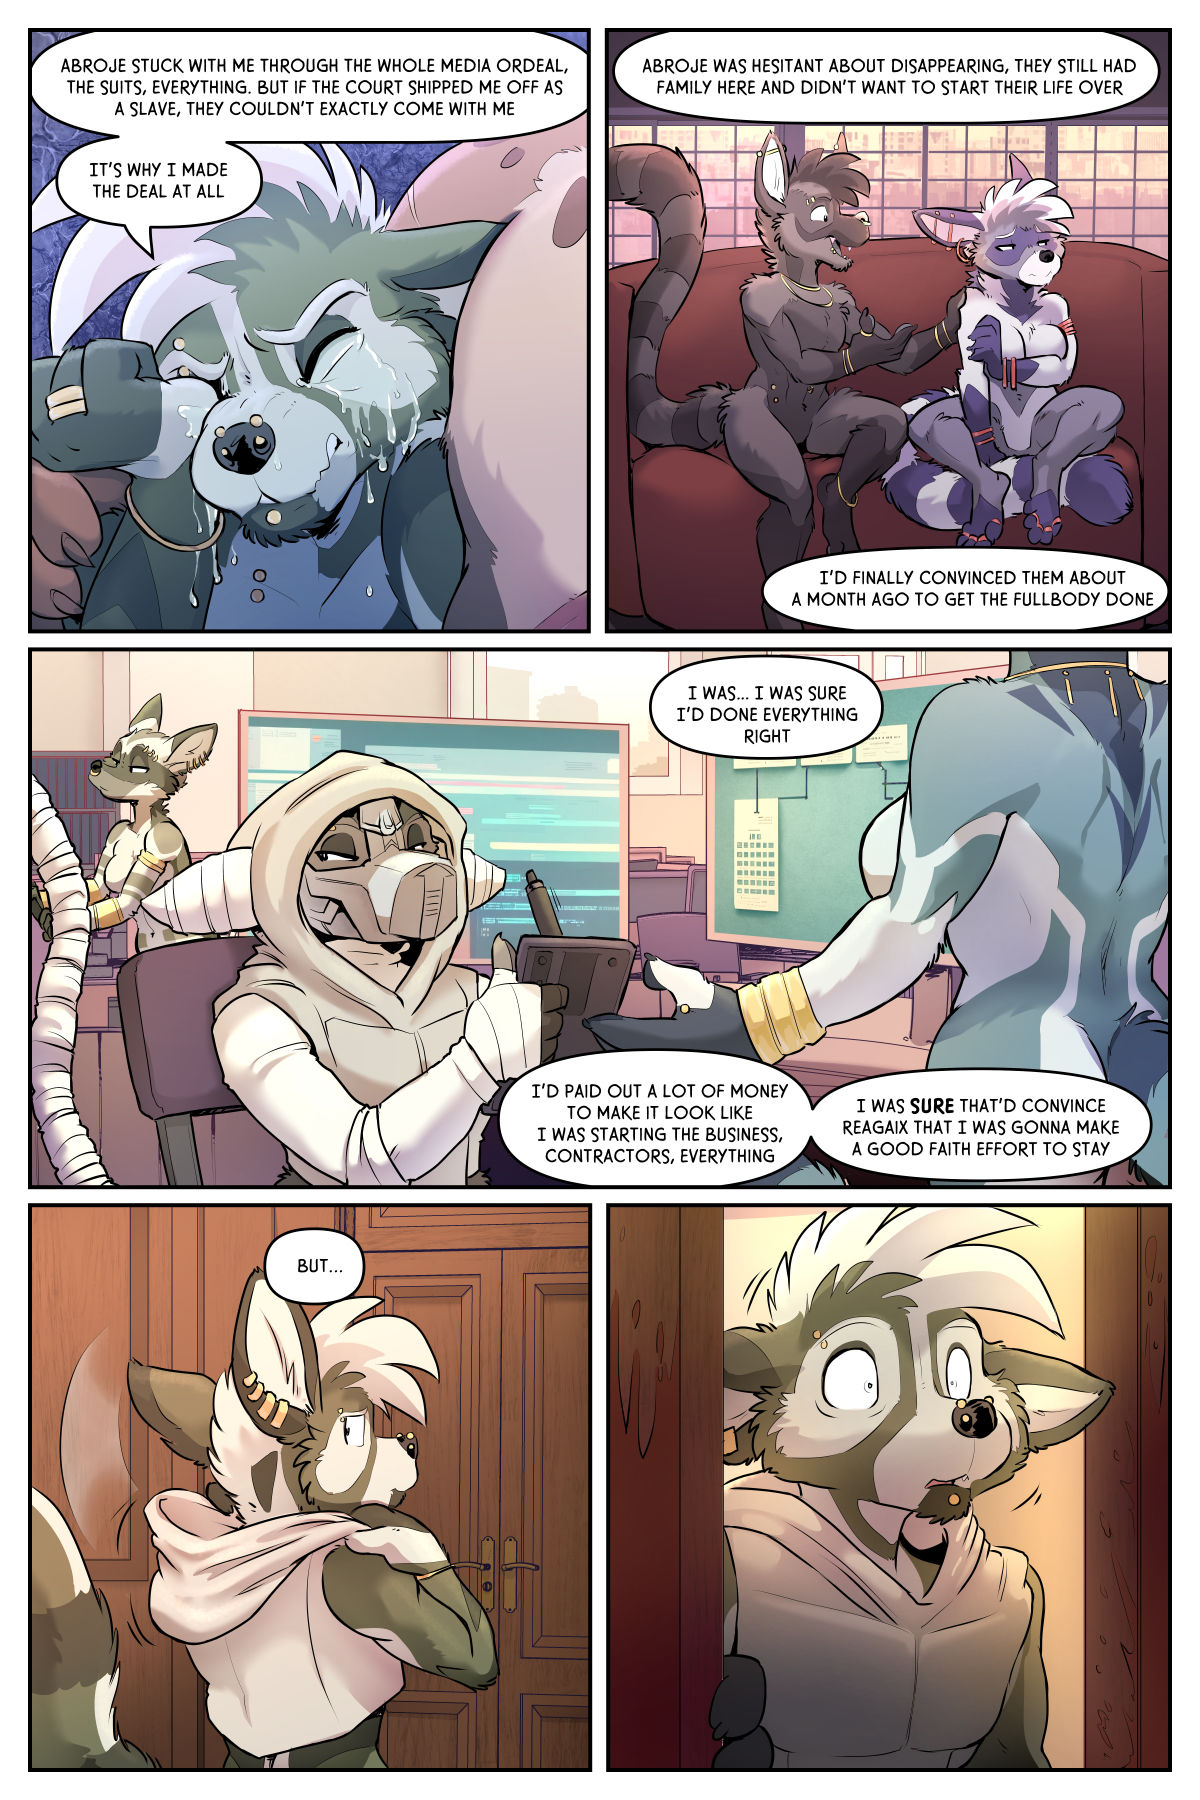 ABROJE STUCK WITH ME THROUGH THE WHOLE MEDIA ORDEAL,
THE SUITS, EVERYTHING. BUT IF THE COURT SHIPPED ME OFF AS
A SLAVE, THEY COULDN'T EXACTLY COME WITH ME
IT'S WHY I MADE
THE DEAL AT ALL
ABROJE WAS HESITANT ABOUT DISAPPEARING, THEY STILL HAD
FAMILY HERE AND DIDN'T WANT TO START THEIR LIFE OVER
I'D FINALLY CONVINCED THEM ABOUT
A MONTH AGO TO GET THE FULLBODY DONE
I WAS... I WAS SURE
I'D DONE EVERYTHING
RIGHT
I'D PAID OUT A LOT OF MONEY
TO MAKE IT LOOK LIKE
I WAS STARTING THE BUSINESS,
CONTRACTORS, EVERYTHING
I WAS SURE THAT'D CONVINCE
REAGAIX THAT I WAS GONNA MAKE
A GOOD FAITH EFFORT TO STAY
BUT...